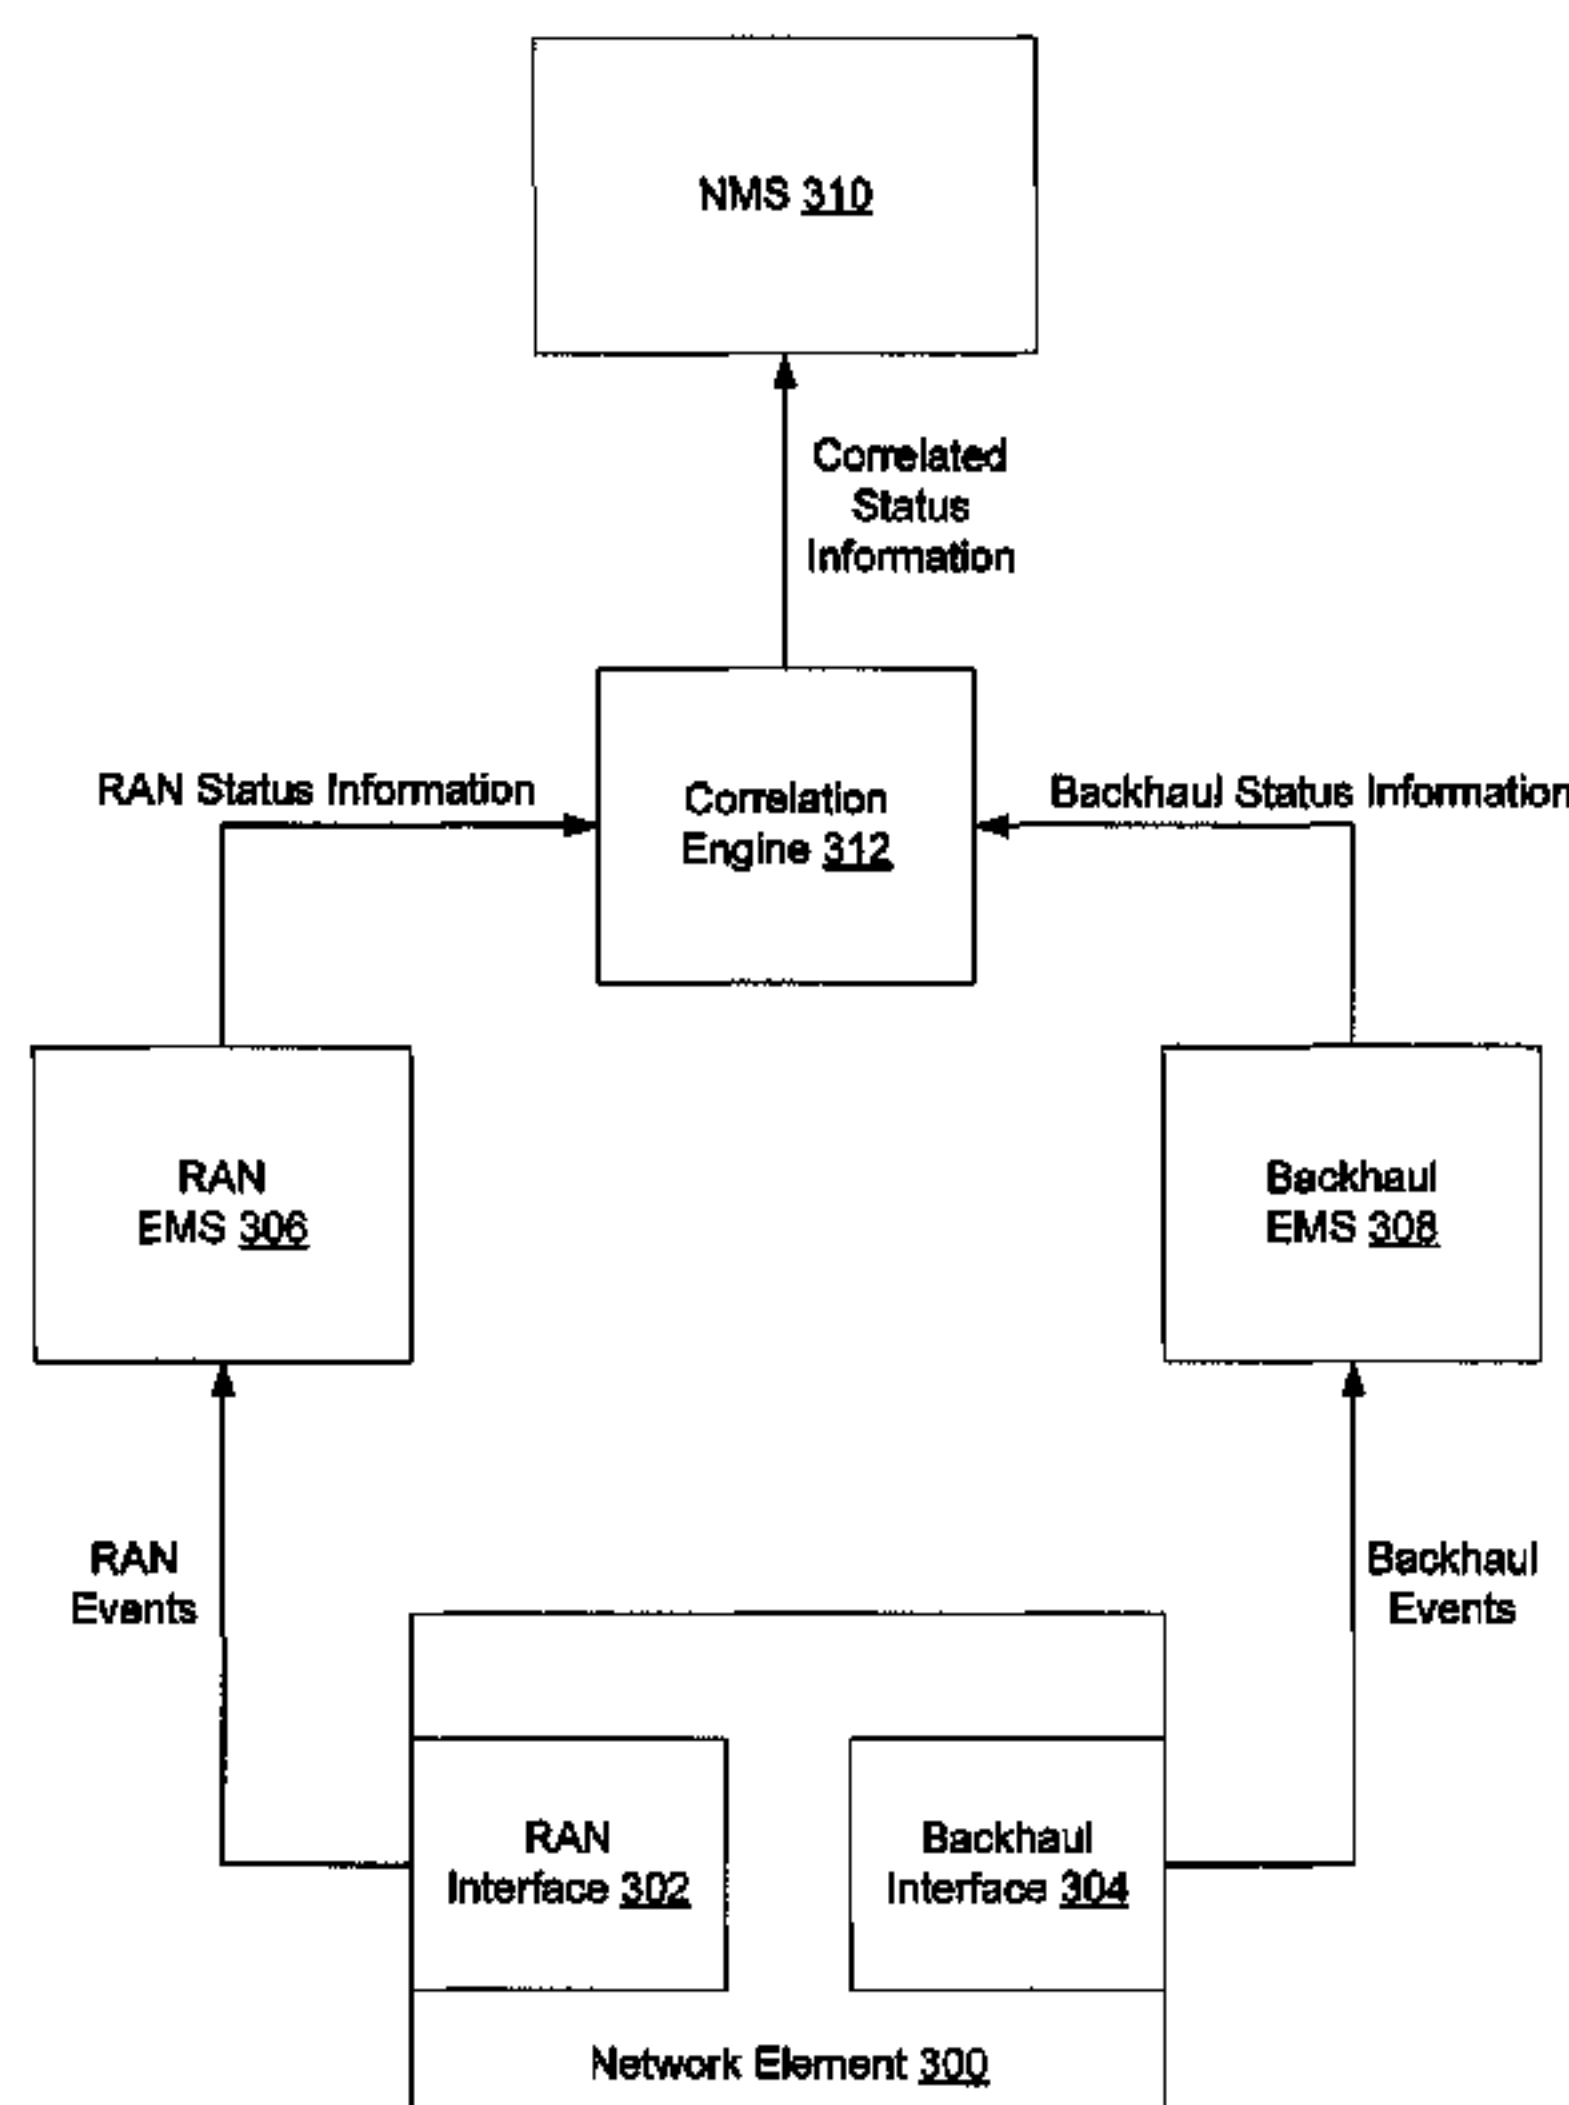 NMS 310
Correlated
Status
Information
RAN Status Information
Correlation
Engine 312
Backhaul Status Information
RAN
EMS 306
Backhaul
EMS 308
RAN
Events
Backhaul
Events
RAN
Interface 302
Backhaul
Interface 304
Network Element 300